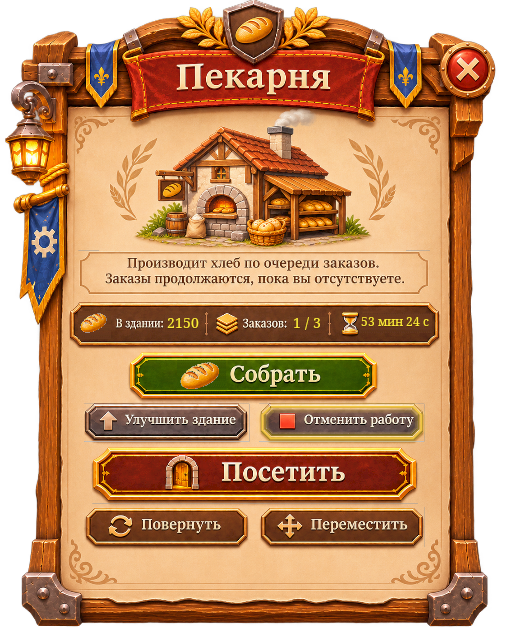 Пекарня
Производит хлеб по очереди заказов.
Заказы продолжаются, пока вы отсутствуете.
В здании: 2150 Заказов: 1 / 3 53 мин 24 с
Собрать
Улучшить здание Отменить работу
Посетить
Повернуть Переместить